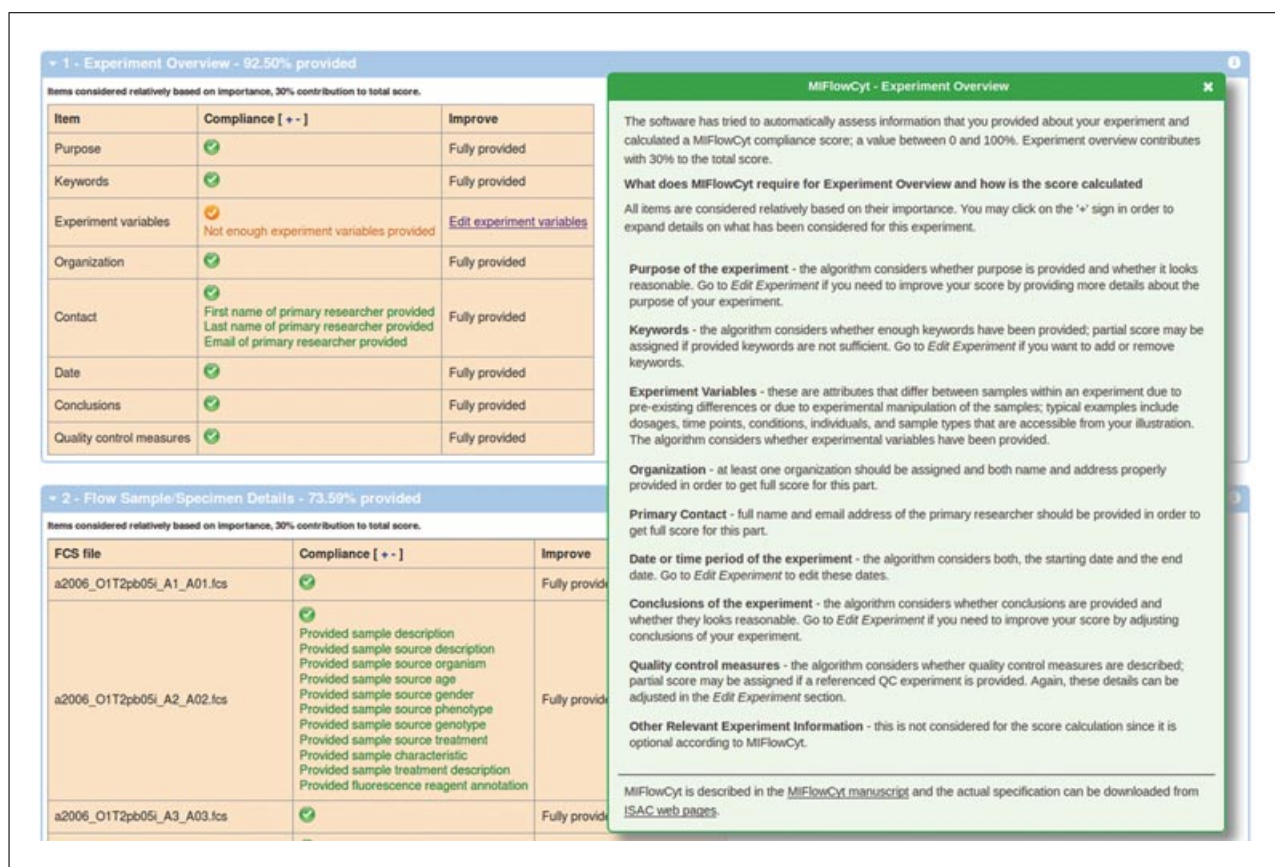 1 - Experiment Overview - 92.50% provided
Items considered relatively based on importance, 30% contribution to total score.
Item Compliance [ + - ] Improve
Purpose Fully provided
Keywords Fully provided
Experiment variables Not enough experiment variables provided Edit experiment variables
Organization Fully provided
Contact
First name of primary researcher provided
Last name of primary researcher provided
Email of primary researcher provided
Fully provided
Date Fully provided
Conclusions Fully provided
Quality control measures Fully provided
2 - Flow Sample/Specimen Details - 73.59% provided
Items considered relatively based on importance, 30% contribution to total score.
FCS file Compliance [ + - ] Improve
a2006_O1T2pb05i_A1_A01.fcs Fully provide
a2006_O1T2pb05i_A2_A02.fcs
Provided sample description
Provided sample source description
Provided sample source organism
Provided sample source age
Provided sample source gender
Provided sample source phenotype
Provided sample source genotype
Provided sample source treatment
Provided sample characteristic
Provided sample treatment description
Provided fluorescence reagent annotation
Fully provide
a2006_O1T2pb05i_A3_A03.fcs Fully provide
MIFlowCyt - Experiment Overview
The software has tried to automatically assess information that you provided about your experiment and
calculated a MIFlowCyt compliance score; a value between 0 and 100%. Experiment overview contributes
with 30% to the total score.
What does MIFlowCyt require for Experiment Overview and how is the score calculated
All items are considered relatively based on their importance. You may click on the '+' sign in order to
expand details on what has been considered for this experiment.
Purpose of the experiment - the algorithm considers whether purpose is provided and whether it looks
reasonable. Go to Edit Experiment if you need to improve your score by providing more details about the
purpose of your experiment.
Keywords - the algorithm considers whether enough keywords have been provided; partial score may be
assigned if provided keywords are not sufficient. Go to Edit Experiment if you want to add or remove
keywords.
Experiment Variables - these are attributes that differ between samples within an experiment due to
pre-existing differences or due to experimental manipulation of the samples; typical examples include
dosages, time points, conditions, individuals, and sample types that are accessible from your illustration.
The algorithm considers whether experimental variables have been provided.
Organization - at least one organization should be assigned and both name and address properly
provided in order to get full score for this part.
Primary Contact - full name and email address of the primary researcher should be provided in order to
get full score for this part.
Date or time period of the experiment - the algorithm considers both, the starting date and the end
date. Go to Edit Experiment to edit these dates.
Conclusions of the experiment - the algorithm considers whether conclusions are provided and
whether they looks reasonable. Go to Edit Experiment if you need to improve your score by adjusting
conclusions of your experiment.
Quality control measures - the algorithm considers whether quality control measures are described;
partial score may be assigned if a referenced QC experiment is provided. Again, these details can be
adjusted in the Edit Experiment section.
Other Relevant Experiment Information - this is not considered for the score calculation since it is
optional according to MIFlowCyt.
MIFlowCyt is described in the MIFlowCyt manuscript and the actual specification can be downloaded from
ISAC web pages.